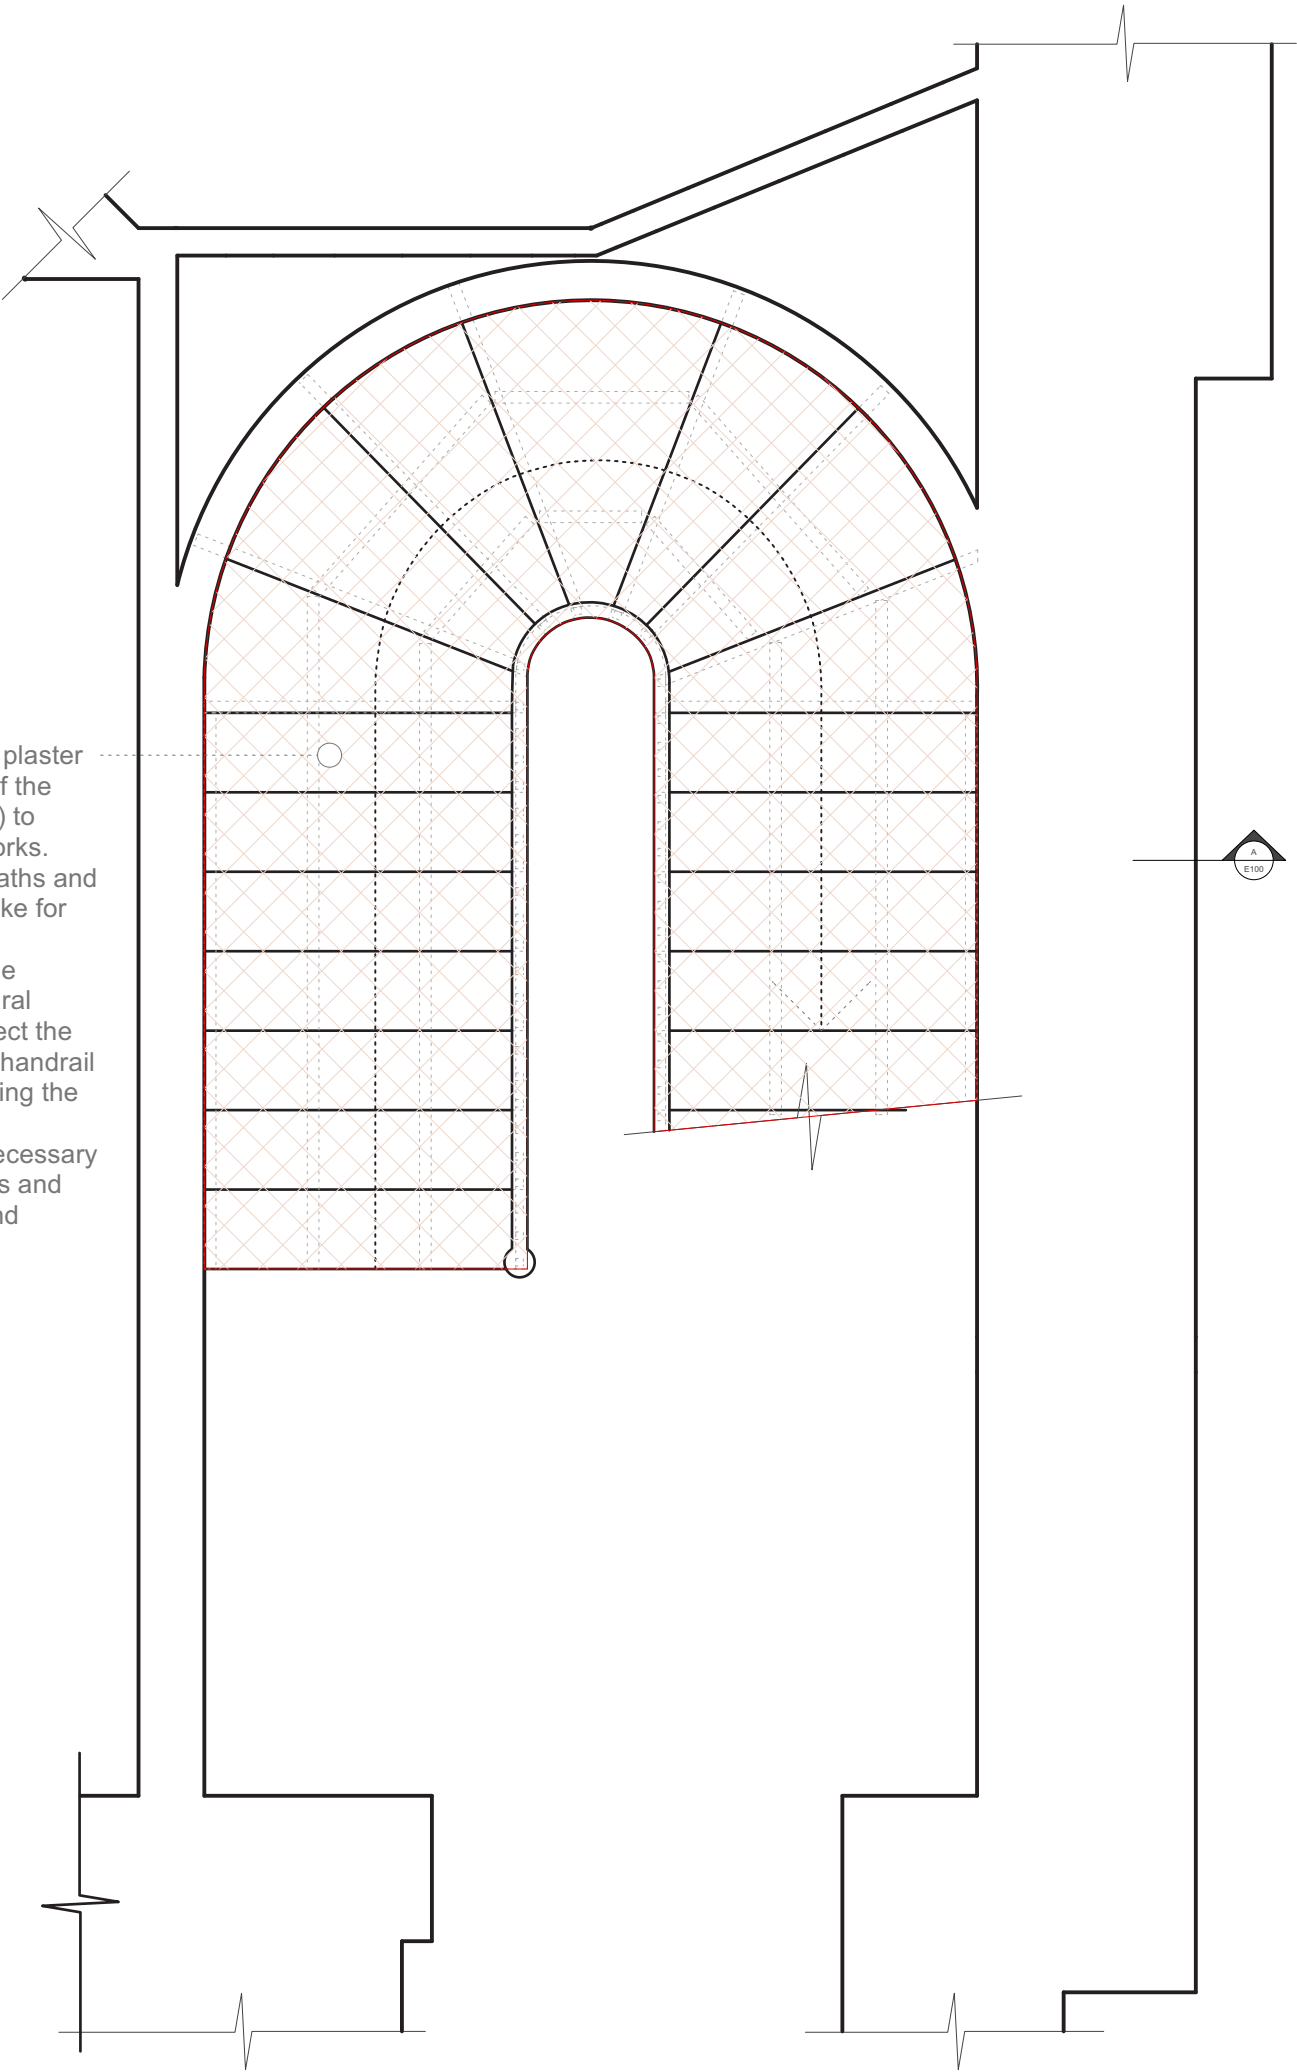 plaster
f the
) to
orks.
aths and
ke for
e
ral
ect the
handrail
ing the
ecessary
s and
nd
A
E100